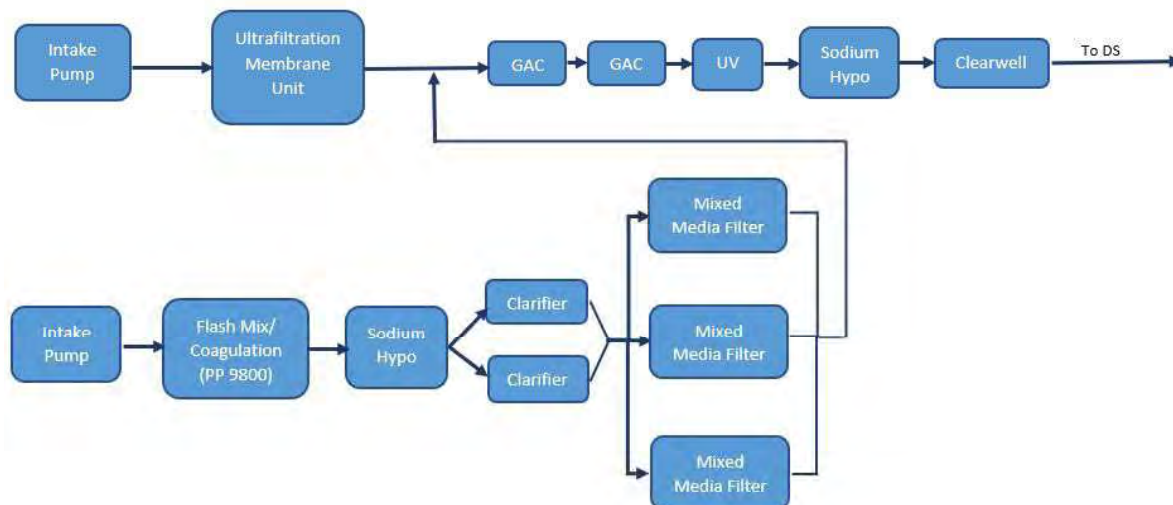 Intake
Pump
Ultrafiltration
Membrane
Unit
GAC
GAC
UV
Sodium
Hypo
Clearwell
To DS
Intake
Pump
Flash Mix/
Coagulation
(PP 9800)
Sodium
Hypo
Clarifier
Clarifier
Mixed
Media Filter
Mixed
Media Filter
Mixed
Media Filter